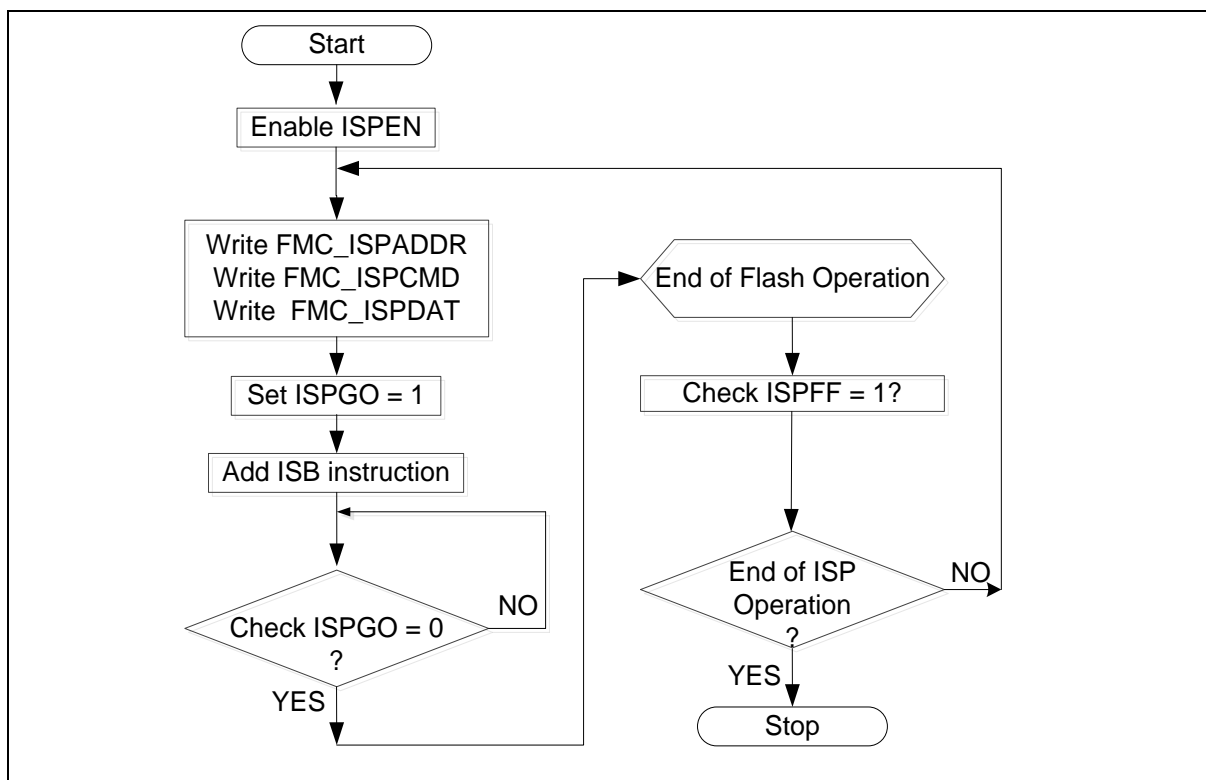 Start
Enable ISPEN
Write FMC_ISPADDR
Write FMC_ISPCMD
Write FMC_ISPDAT
Set ISPGO = 1
Add ISB instruction
Check ISPGO = 0
?
NO
YES
End of Flash Operation
Check ISPFF = 1?
End of ISP
Operation
?
NO
YES
Stop